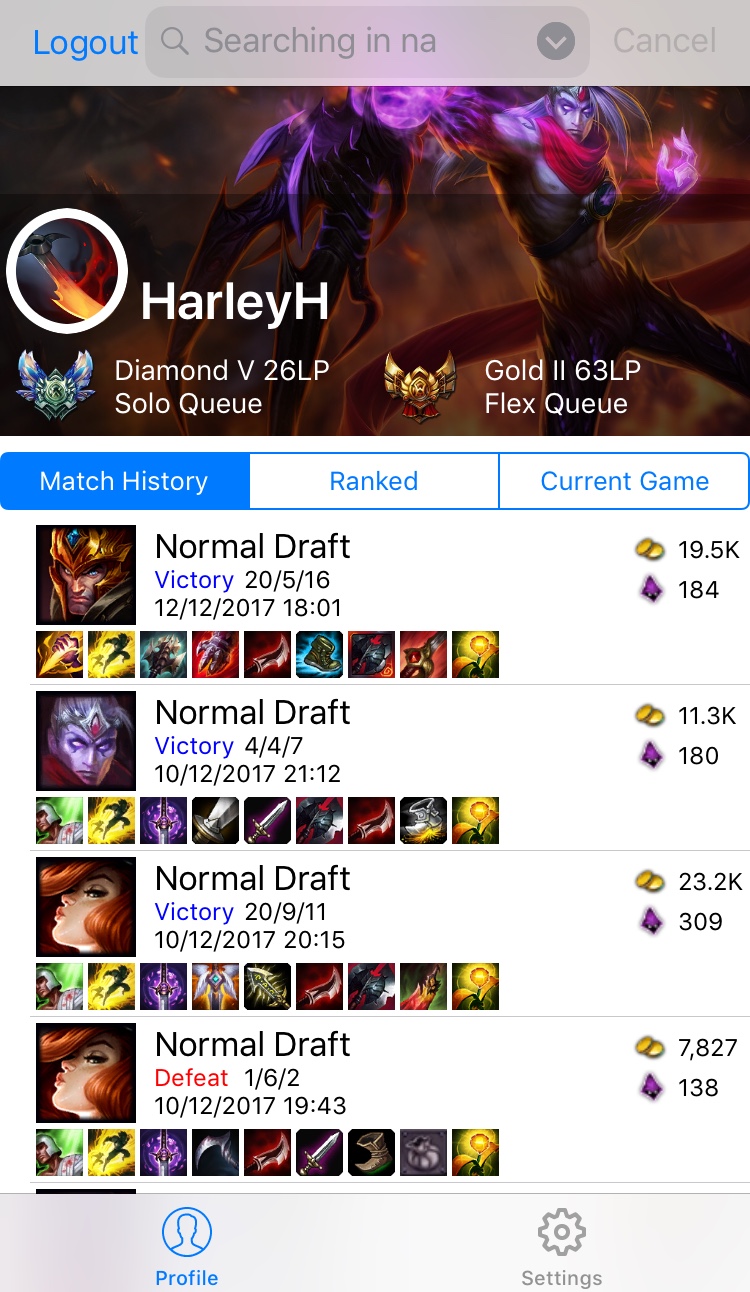 Logout
Searching in na
Cancel
HarleyH
Diamond V 26LP
Solo Queue
Gold II 63LP
Flex Queue
Match History
Ranked
Current Game
Normal Draft
19.5K
Victory 20/5/16
184
12/12/2017 18:01
Normal Draft
11.3K
Victory 4/4/7
180
10/12/2017 21:12
Normal Draft
23.2K
Victory 20/9/11
309
10/12/2017 20:15
Normal Draft
7,827
Defeat 1/6/2
138
10/12/2017 19:43
Profile
Settings